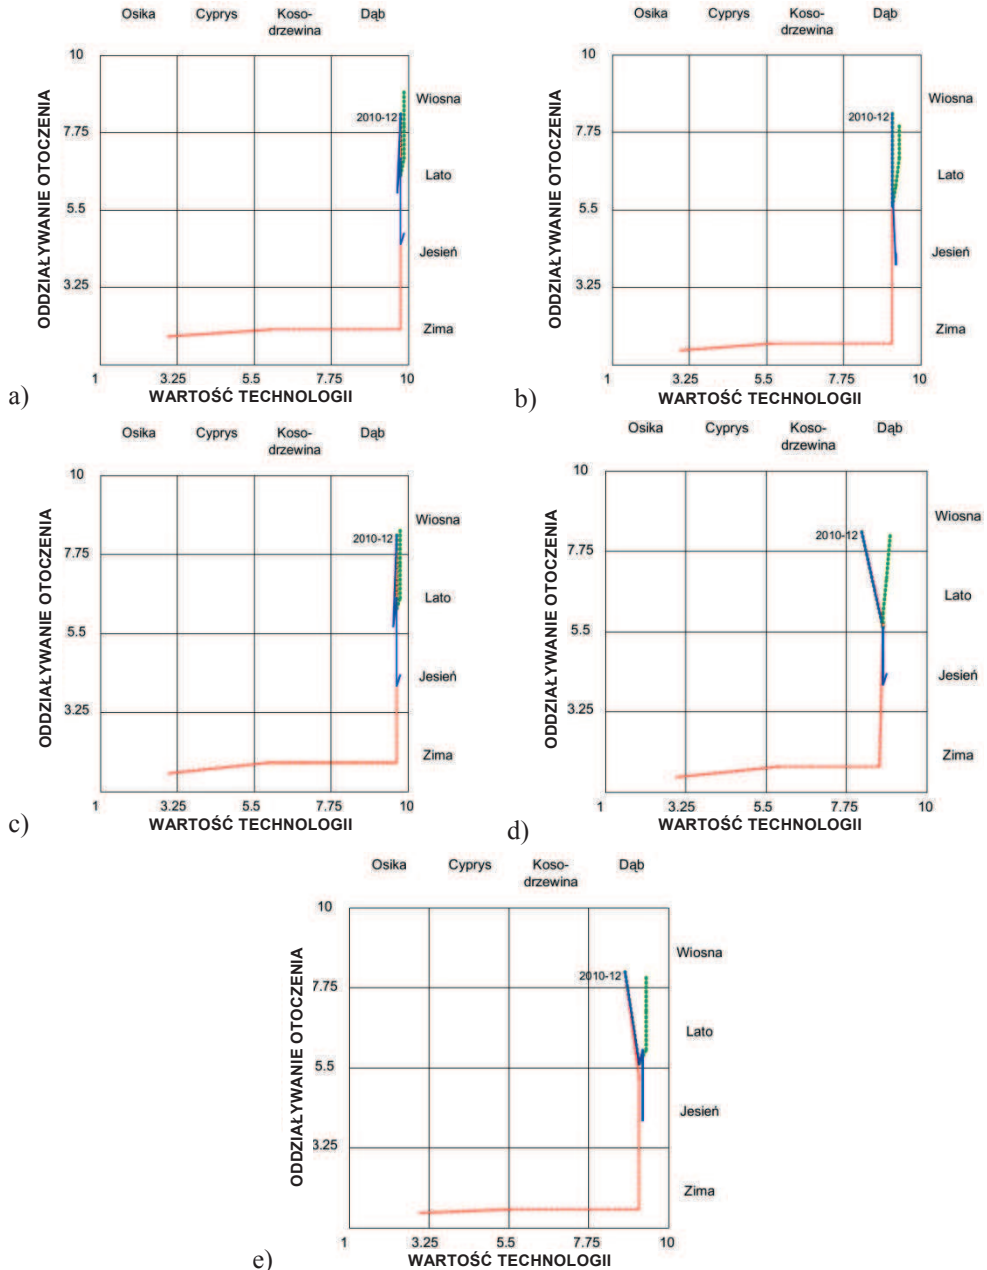 Osika Cyprys Koso- Dąb
drzewina
10
Wiosna
2010-12
7.75
Lato
5.5
Jesień
3.25
Zima
1 3.25 5.5 7.75 10
WARTOŚĆ TECHNOLOGII
ODDZIAŁYWANIE OTOCZENIA
a)
Osika Cyprys Koso- Dąb
drzewina
10
Wiosna
2010-12
7.75
Lato
5.5
Jesień
3.25
Zima
1 3.25 5.5 7.75 10
WARTOŚĆ TECHNOLOGII
ODDZIAŁYWANIE OTOCZENIA
b)
Osika Cyprys Koso- Dąb
drzewina
10
Wiosna
2010-12
7.75
Lato
5.5
Jesień
3.25
Zima
1 3.25 5.5 7.75 10
WARTOŚĆ TECHNOLOGII
ODDZIAŁYWANIE OTOCZENIA
c)
Osika Cyprys Koso- Dąb
drzewina
10
Wiosna
2010-12
7.75
Lato
5.5
Jesień
3.25
Zima
1 3.25 5.5 7.75 10
WARTOŚĆ TECHNOLOGII
ODDZIAŁYWANIE OTOCZENIA
d)
Osika Cyprys Koso- Dąb
drzewina
10
Wiosna
2010-12
7.75
Lato
5.5
Jesień
3.25
Zima
1 3.25 5.5 7.75 10
WARTOŚĆ TECHNOLOGII
ODDZIAŁYWANIE OTOCZENIA
e)